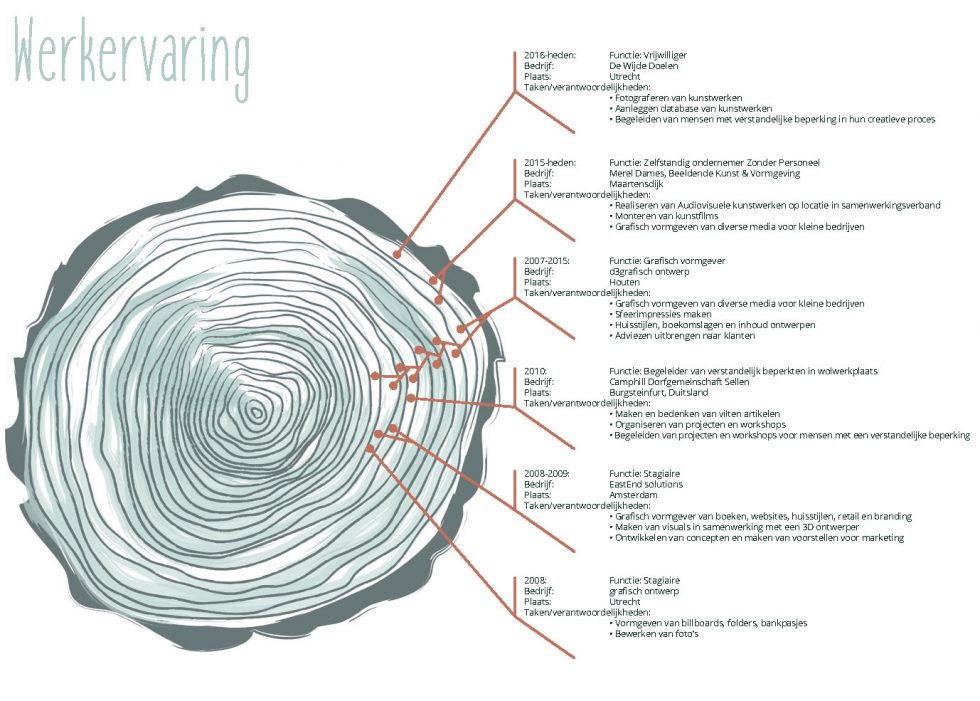 Werkervaring
2016-heden: Functie: Vrijwilliger
Bedrijf: De Wijde Doelen
Plaats: Utrecht
Taken/verantwoordelijkheden:
• Fotograferen van kunstwerken
• Aanleggen database van kunstwerken
• Begeleiden van mensen met verstandelijke beperking in hun creatieve proces
2015-heden: Functie: Zelfstandig ondernemer Zonder Personeel
Bedrijf: Merel Dames, Beeldende Kunst & Vormgeving
Plaats: Maartensdijk
Taken/verantwoordelijkheden:
• Realiseren van Audiovisuele kunstwerken op locatie in samenwerkingsverband
• Monteren van kunstfilms
• Grafisch vormgeven van diverse media voor kleine bedrijven
2007-2015: Functie: Grafisch vormgever
Bedrijf: d3grafisch ontwerp
Plaats: Houten
Taken/verantwoordelijkheden:
• Grafisch vormgeven van diverse media voor kleine bedrijven
• Sfeerimpressies maken
• Huisstijlen, boekomslagen en inhoud ontwerpen
• Adviezen uitbrengen naar klanten
2010: Functie: Begeleider van verstandelijk beperkten in wolwerkplaats
Bedrijf: Camphill Dorfgemeinschaft Sellen
Plaats: Burgsteinfurt, Duitsland
Taken/verantwoordelijkheden:
• Maken en bedenken van vilten artikelen
• Organiseren van projecten en workshops
• Begeleiden van projecten en workshops voor mensen met een verstandelijke beperking
2008-2009: Functie: Stagiaire
Bedrijf: EastEnd solutions
Plaats: Amsterdam
Taken/verantwoordelijkheden:
• Grafisch vormgever van boeken, websites, huisstijlen, retail en branding
• Maken van visuals in samenwerking met een 3D ontwerper
• Ontwikkelen van concepten en maken van voorstellen voor marketing
2008: Functie: Stagiaire
Bedrijf: grafisch ontwerp
Plaats: Utrecht
Taken/verantwoordelijkheden:
• Vormgeven van billboards, folders, bankpasjes
• Bewerken van foto's